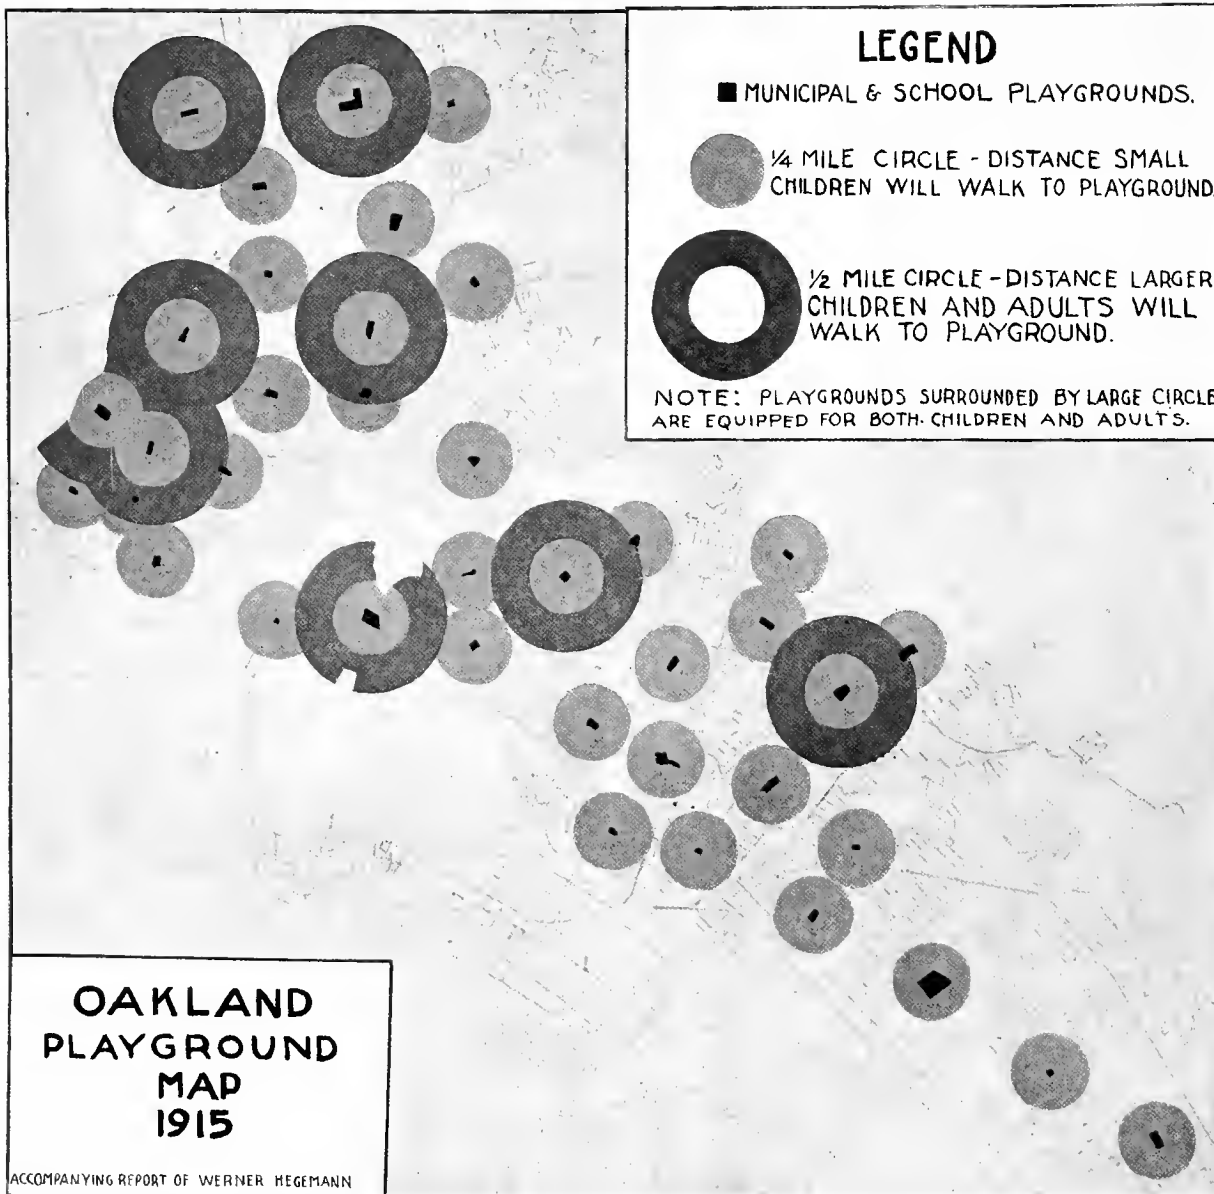 LEGEND
MUNICIPAL & SCHOOL PLAYGROUNDS.
1/4 MILE CIRCLE - DISTANCE SMALL
CHILDREN WILL WALK TO PLAYGROUND
1/2 MILE CIRCLE - DISTANCE LARGER
CHILDREN AND ADULTS WILL
WALK TO PLAYGROUND.
NOTE: PLAYGROUNDS SURROUNDED BY LARGE CIRCLE
ARE EQUIPPED FOR BOTH CHILDREN AND ADULTS.
OAKLAND
PLAYGROUND
MAP
1915
ACCOMPANYING REPORT OF WERNER HEGEMANN